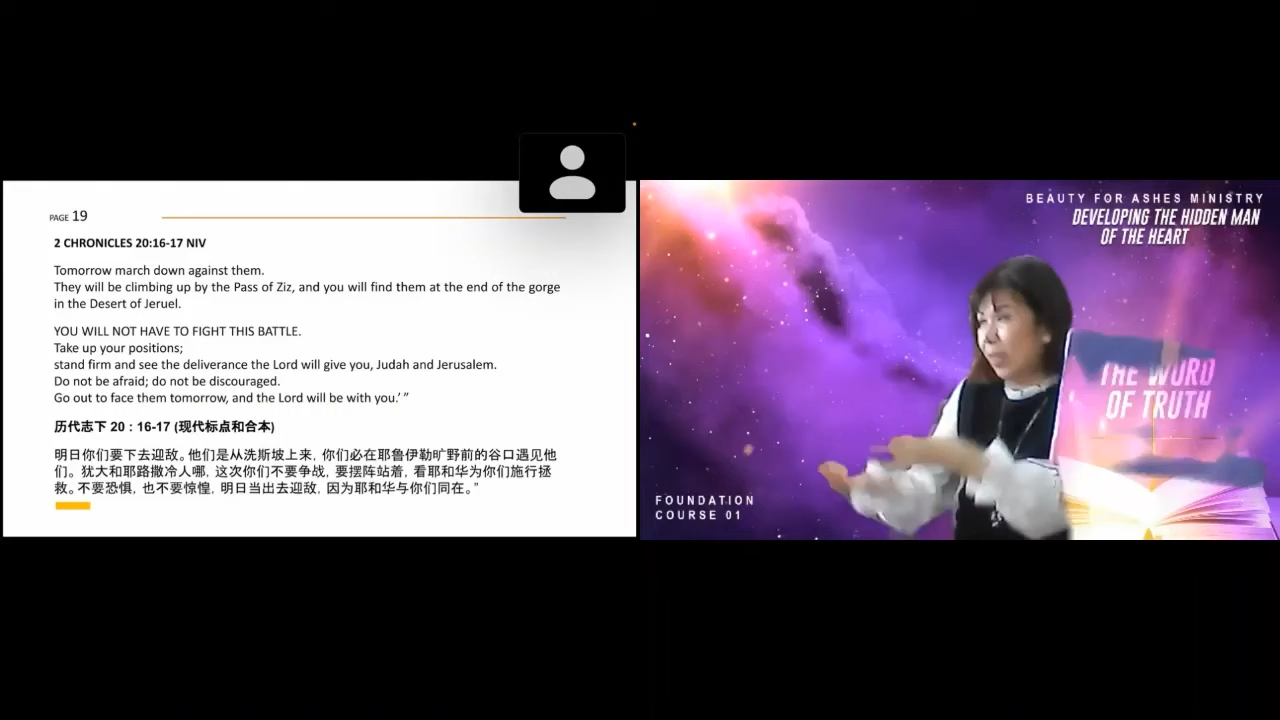 PAGE 19
2 CHRONICLES 20:16-17 NIV
Tomorrow march down against them.
They will be climbing up by the Pass of Ziz, and you will find them at the end of the gorge
in the Desert of Jeruel.
YOU WILL NOT HAVE TO FIGHT THIS BATTLE.
Take up your positions;
stand firm and see the deliverance the Lord will give you, Judah and Jerusalem.
Do not be afraid; do not be discouraged.
Go out to face them tomorrow, and the Lord will be with you.’ ”
历代志下 20 : 16-17 (现代标点和合本)
明日你们要下去迎敌。他们是从洗斯坡上来，你们必在耶鲁伊勒旷野前的谷口遇见他
们。犹大和耶路撒冷人哪，这次你们不要争战，要摆阵站着，看耶和华为你们施行拯
救。不要恐惧，也不要惊惶，明日当出去迎敌，因为耶和华与你们同在。”
BEAUTY FOR ASHES MINISTRY
DEVELOPING THE HIDDEN MAN
OF THE HEART
THE WORD
OF TRUTH
FOUNDATION
COURSE 01